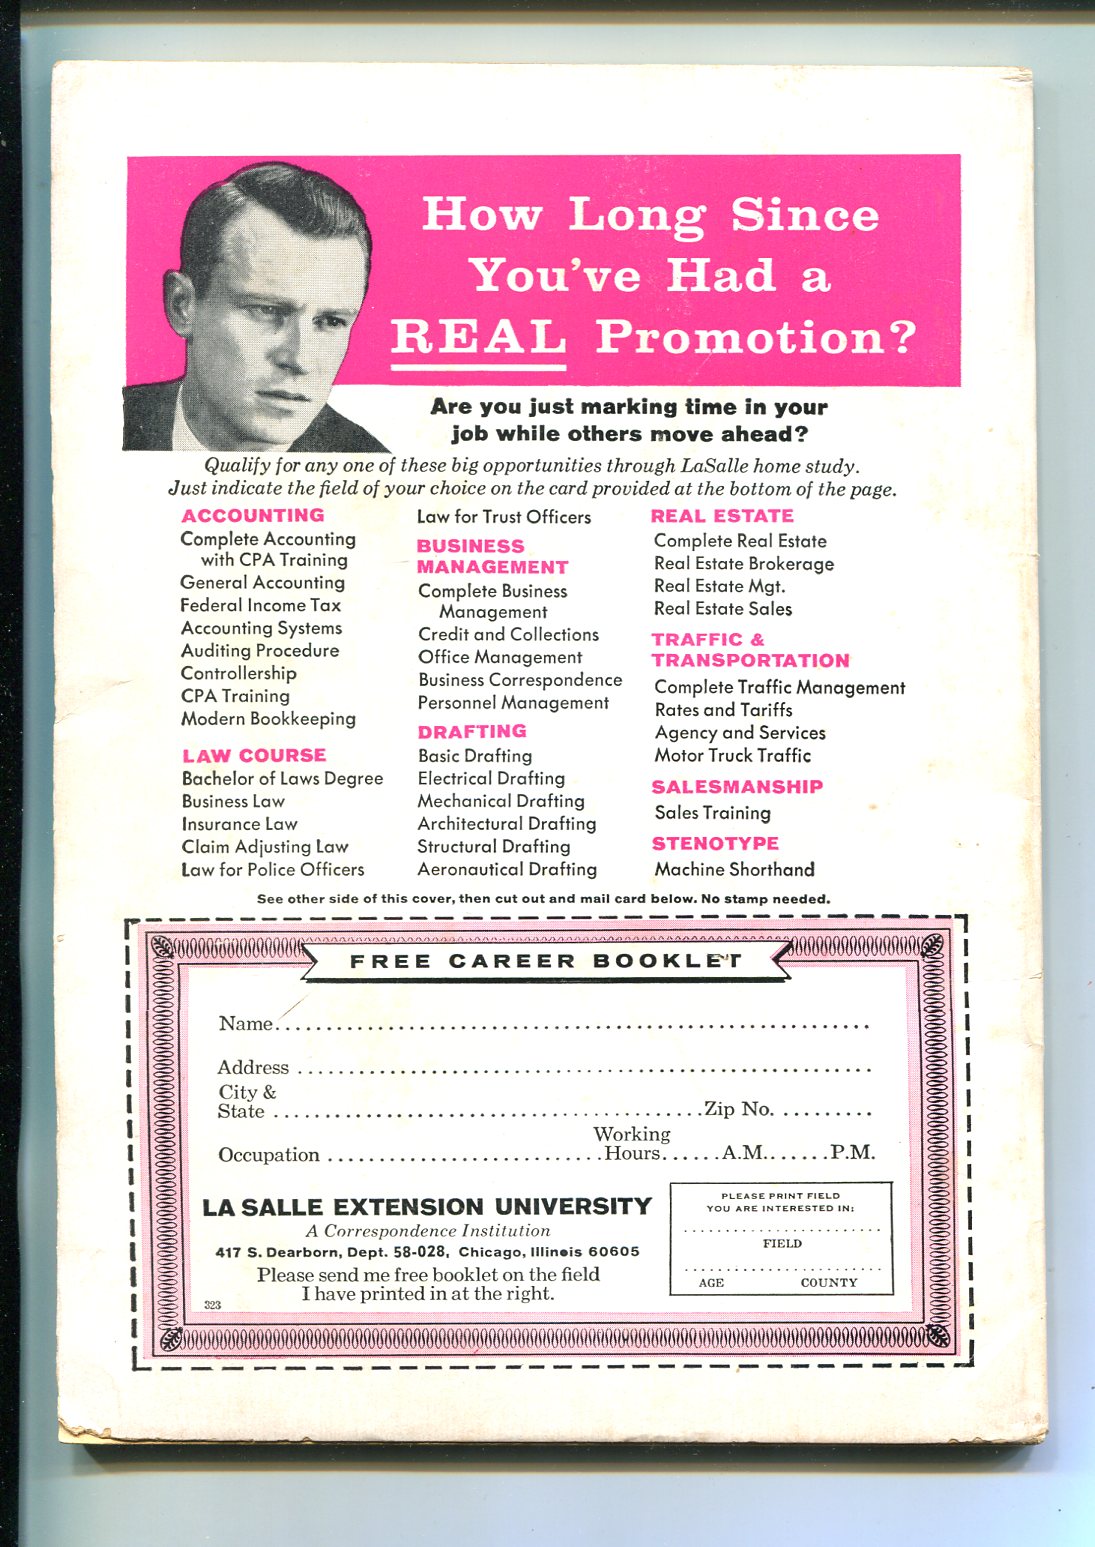 How Long Since
You've Had a
REAL Promotion?
Are you just marking time in your
job while others move ahead?
Qualify for any one of these big opportunities through LaSalle home study.
Just indicate the field of your choice on the card provided at the bottom of the page.
ACCOUNTING
Complete Accounting
with CPA Training
General Accounting
Federal Income Tax
Accounting Systems
Auditing Procedure
Controllership
CPA Training
Modern Bookkeeping
LAW COURSE
Bachelor of Laws Degree
Business Law
Insurance Law
Claim Adjusting Law
Law for Police Officers
Law for Trust Officers
BUSINESS
MANAGEMENT
Complete Business
Management
Credit and Collections
Office Management
Business Correspondence
Personnel Management
DRAFTING
Basic Drafting
Electrical Drafting
Mechanical Drafting
Architectural Drafting
Structural Drafting
Aeronautical Drafting
REAL ESTATE
Complete Real Estate
Real Estate Brokerage
Real Estate Mgt.
Real Estate Sales
TRAFFIC &
TRANSPORTATION
Complete Traffic Management
Rates and Tariffs
Agency and Services
Motor Truck Traffic
SALESMANSHIP
Sales Training
STENOTYPE
Machine Shorthand
See other side of this cover, then cut out and mail card below. No stamp needed.
FREE CAREER BOOKLET
Name
Address
City &
State Zip No.
Working
Occupation Hours A.M. P.M.
LA SALLE EXTENSION UNIVERSITY
A Correspondence Institution
417 S. Dearborn, Dept. 58-028, Chicago, Illinois 60605
Please send me free booklet on the field
I have printed in at the right.
323
PLEASE PRINT FIELD
YOU ARE INTERESTED IN:
FIELD
AGE COUNTY